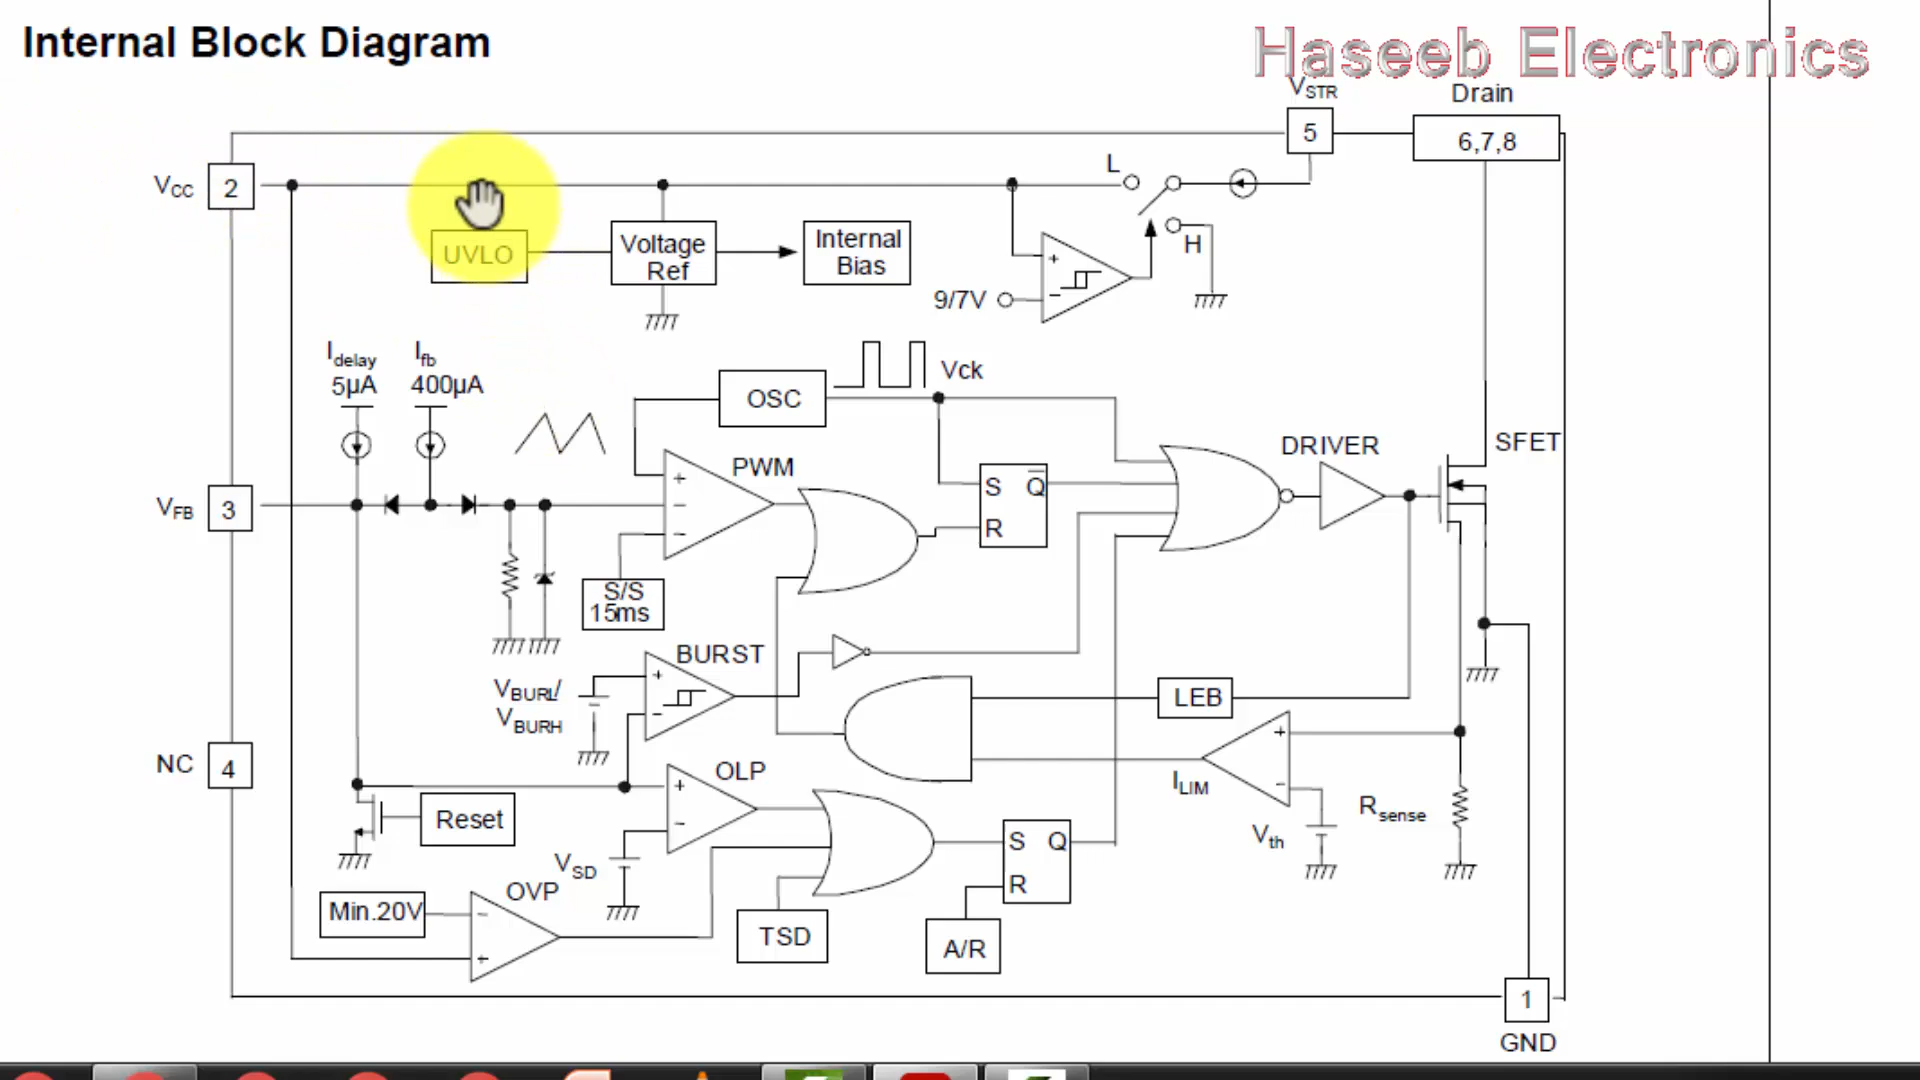 Internal Block Diagram
Haseeb Electronics
VSTR
Drain
5
6,7,8
VCC
2
L
H
UVLO
Voltage
Ref
Internal
Bias
+
9/7V
-
Idelay
5μA
Ifb
400μA
OSC
Vck
PWM
DRIVER
SFET
VFB
3
+
-
-
S
Q̅
R
S/S
15ms
BURST
VBURL/
VBURH
+
-
LEB
NC
4
OLP
+
-
ILIM
+
-
Rsense
Vth
Reset
VSD
S
Q
R
OVP
Min.20V
-
+
TSD
A/R
1
GND